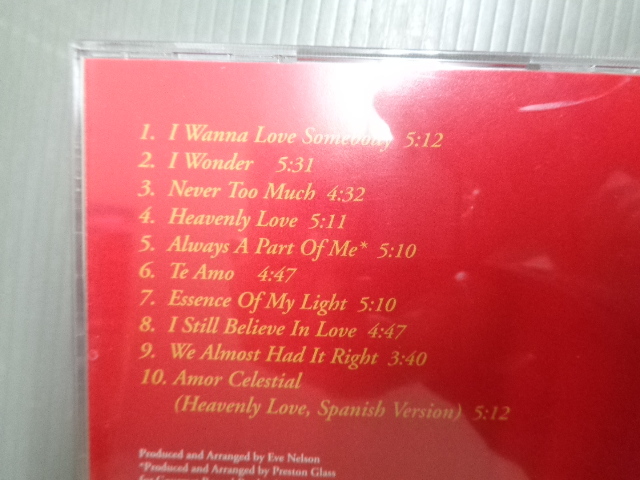 1. I Wanna Love Somebody 5:12
2. I Wonder 5:31
3. Never Too Much 4:32
4. Heavenly Love 5:11
5. Always A Part Of Me* 5:10
6. Te Amo 4:47
7. Essence Of My Light 5:10
8. I Still Believe In Love 4:47
9. We Almost Had It Right 3:40
10. Amor Celestial
(Heavenly Love, Spanish Version) 5:12
Produced and Arranged by Eve Nelson
*Produced and Arranged by Preston Glass